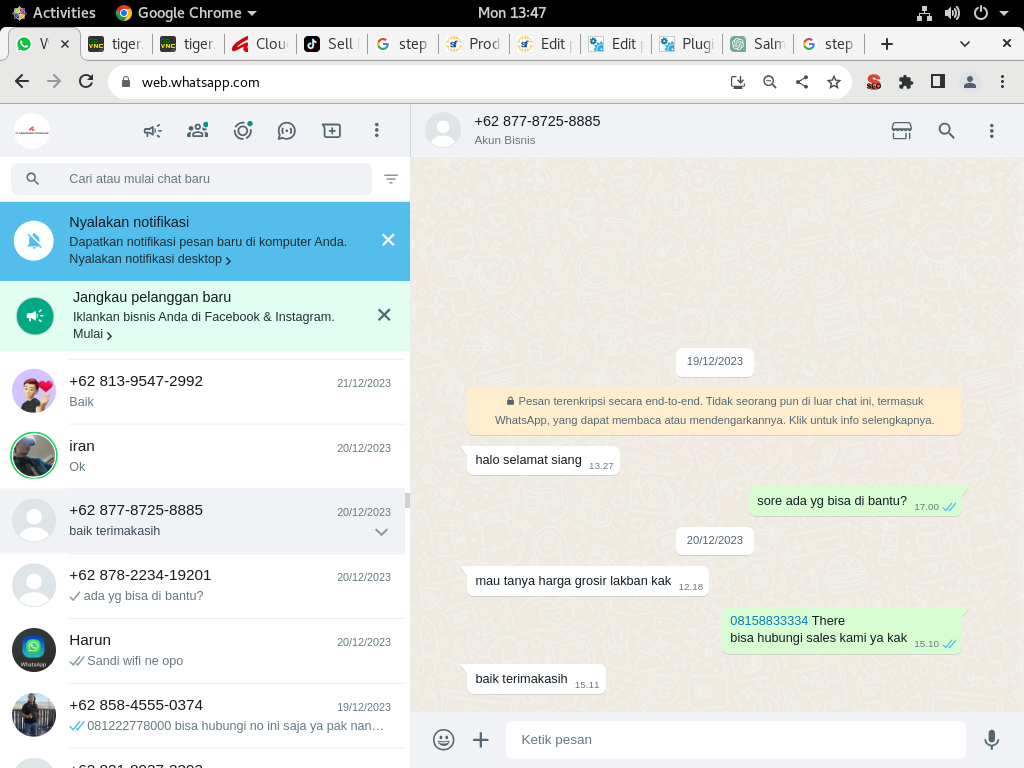 Activities
Google Chrome
Mon 13:47
W
tiger.
tiger.
Clou
Sell
step
Prod
Edit
Edit
Plugi
Salm
step
web.whatsapp.com
SEO
+62 877-8725-8885
Akun Bisnis
Cari atau mulai chat baru
Nyalakan notifikasi
Dapatkan notifikasi pesan baru di komputer Anda.
Nyalakan notifikasi desktop
Jangkau pelanggan baru
Iklankan bisnis Anda di Facebook & Instagram.
Mulai
+62 813-9547-2992
21/12/2023
Baik
iran
20/12/2023
Ok
+62 877-8725-8885
20/12/2023
baik terimakasih
+62 878-2234-19201
20/12/2023
ada yg bisa di bantu?
Harun
20/12/2023
Sandi wifi ne opo
WhatsApp
+62 858-4555-0374
19/12/2023
081222778000 bisa hubungi no ini saja ya pak nan…
19/12/2023
Pesan terenkripsi secara end-to-end. Tidak seorang pun di luar chat ini, termasuk
WhatsApp, yang dapat membaca atau mendengarkannya. Klik untuk info selengkapnya.
halo selamat siang 13.27
sore ada yg bisa di bantu? 17.00
20/12/2023
mau tanya harga grosir lakban kak 12.18
08158833334 There
bisa hubungi sales kami ya kak 15.10
baik terimakasih 15.11
Ketik pesan